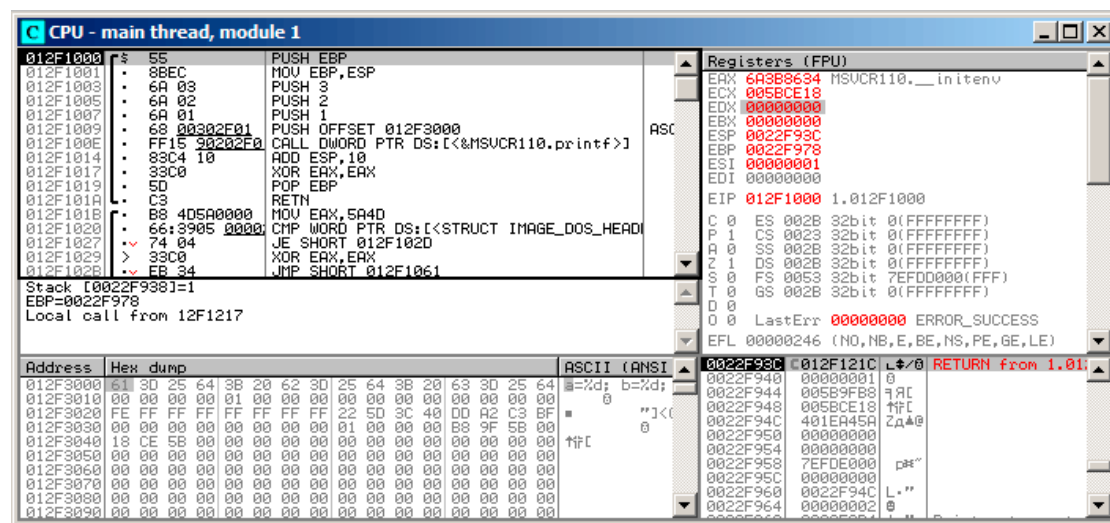 C CPU - main thread, module 1
012F1000 $ 55 PUSH EBP
012F1001 . 8BEC MOV EBP,ESP
012F1003 . 6A 03 PUSH 3
012F1005 . 6A 02 PUSH 2
012F1007 . 6A 01 PUSH 1
012F1009 . 68 00302F01 PUSH OFFSET 012F3000 ASC
012F100E . FF15 90202F0 CALL DWORD PTR DS:[<&MSVCR110.printf>]
012F1014 . 83C4 10 ADD ESP,10
012F1017 . 33C0 XOR EAX,EAX
012F1019 . 5D POP EBP
012F101A . C3 RETN
012F101B . B8 4D5A0000 MOV EAX,5A4D
012F1020 . 66:3905 0000 CMP WORD PTR DS:[<STRUCT IMAGE_DOS_HEAD
012F1027 . 74 04 JE SHORT 012F102D
012F1029 > 33C0 XOR EAX,EAX
012F102B . EB 34 JMP SHORT 012F1061
Registers (FPU)
EAX 6A3B8634 MSVCR110.__initenv
ECX 005BCE18
EDX 00000000
EBX 00000000
ESP 0022F93C
EBP 0022F978
ESI 00000001
EDI 00000000
EIP 012F1000 1.012F1000
C 0 ES 002B 32bit 0(FFFFFFFF)
P 1 CS 0023 32bit 0(FFFFFFFF)
A 0 SS 002B 32bit 0(FFFFFFFF)
Z 1 DS 002B 32bit 0(FFFFFFFF)
S 0 FS 0053 32bit 7EFDD000(FFF)
T 0 GS 002B 32bit 0(FFFFFFFF)
D 0
O 0 LastErr 00000000 ERROR_SUCCESS
EFL 00000246 (NO,NB,E,BE,NS,PE,GE,LE)
Stack [0022F938]=1
EBP=0022F978
Local call from 12F1217
Address Hex dump ASCII (ANSI
012F3000 61 3D 25 64 3B 20 62 3D 25 64 3B 20 63 3D 25 64 a=%d; b=%d;
012F3010 00 00 00 00 01 00 00 00 00 00 00 00 00 00 00 00
012F3020 FE FF FF FF FF FF FF FF 22 5D 3C 40 DD A2 C3 BF
012F3030 00 00 00 00 00 00 00 00 01 00 00 00 B8 9F 5B 00
012F3040 18 CE 5B 00 00 00 00 00 00 00 00 00 00 00 00 00
012F3050 00 00 00 00 00 00 00 00 00 00 00 00 00 00 00 00
012F3060 00 00 00 00 00 00 00 00 00 00 00 00 00 00 00 00
012F3070 00 00 00 00 00 00 00 00 00 00 00 00 00 00 00 00
012F3080 00 00 00 00 00 00 00 00 00 00 00 00 00 00 00 00
012F3090 00 00 00 00 00 00 00 00 00 00 00 00 00 00 00 00
0022F93C 012F121C RETURN from 1.01
0022F940 00000001
0022F944 005B9FB8
0022F948 005BCE18
0022F94C 401EA45A
0022F950 00000000
0022F954 00000000
0022F958 7EFDE000
0022F95C 00000000
0022F960 0022F94C
0022F964 00000002